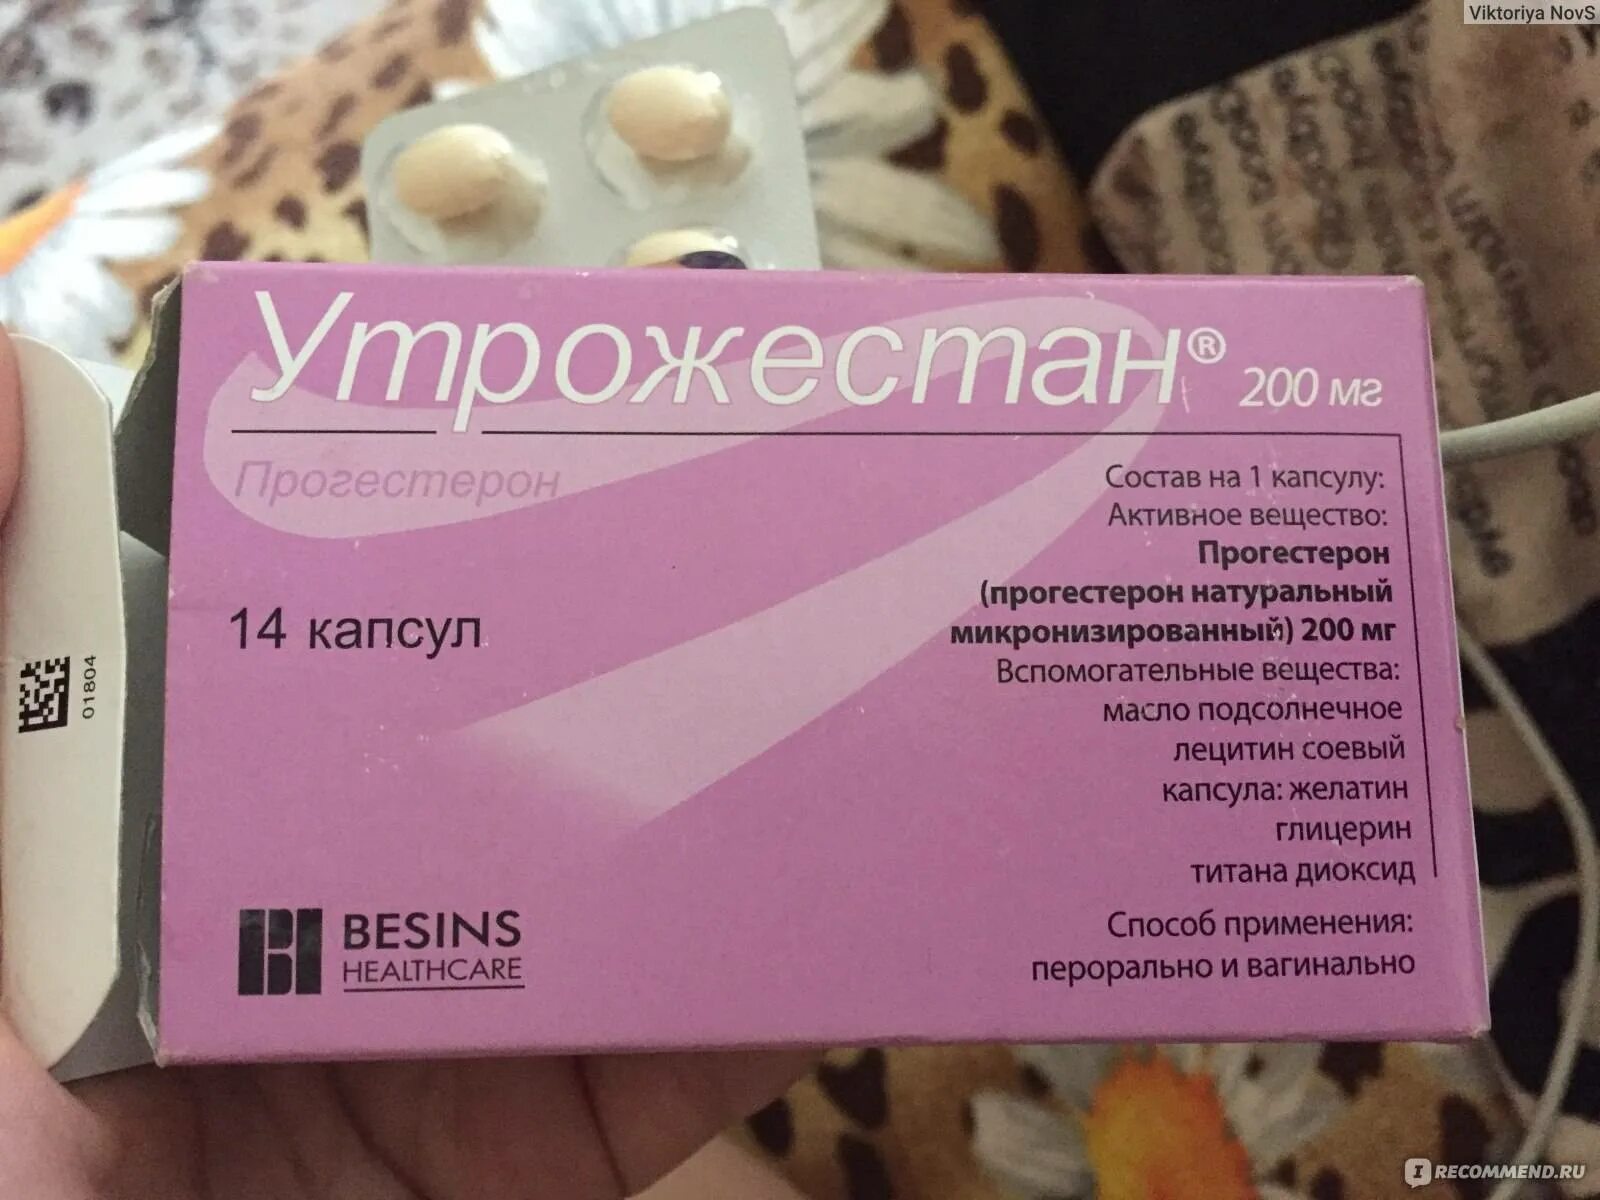 Viktoriya NovS
Утрожестан® 200 мг
Прогестерон
14 капсул
Состав на 1 капсулу:
Активное вещество:
Прогестерон
(прогестерон натуральный
микронизированный) 200 мг
Вспомогательные вещества:
масло подсолнечное
лецитин соевый
капсула: желатин
глицерин
титана диоксид
Способ применения:
перорально и вагинально
BESINS
HEALTHCARE
01804
IRECOMMEND.RU